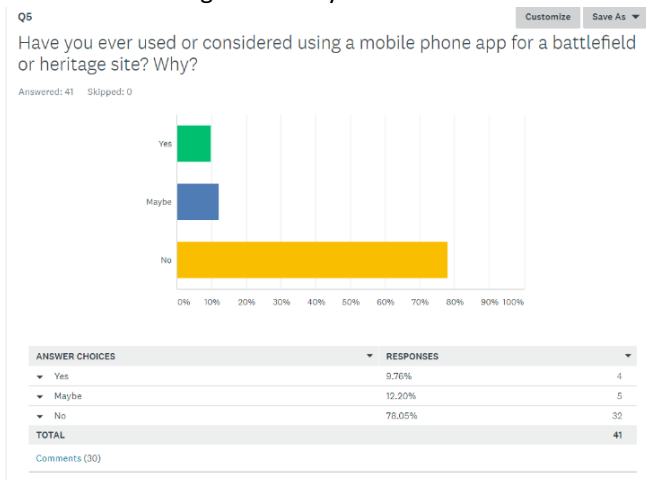 Q5
Customize Save As
Have you ever used or considered using a mobile phone app for a battlefield
or heritage site? Why?
Answered: 41 Skipped: 0
Yes
Maybe
No
0% 10% 20% 30% 40% 50% 60% 70% 80% 90% 100%
ANSWER CHOICES RESPONSES
Yes 9.76% 4
Maybe 12.20% 5
No 78.05% 32
TOTAL 41
Comments (30)